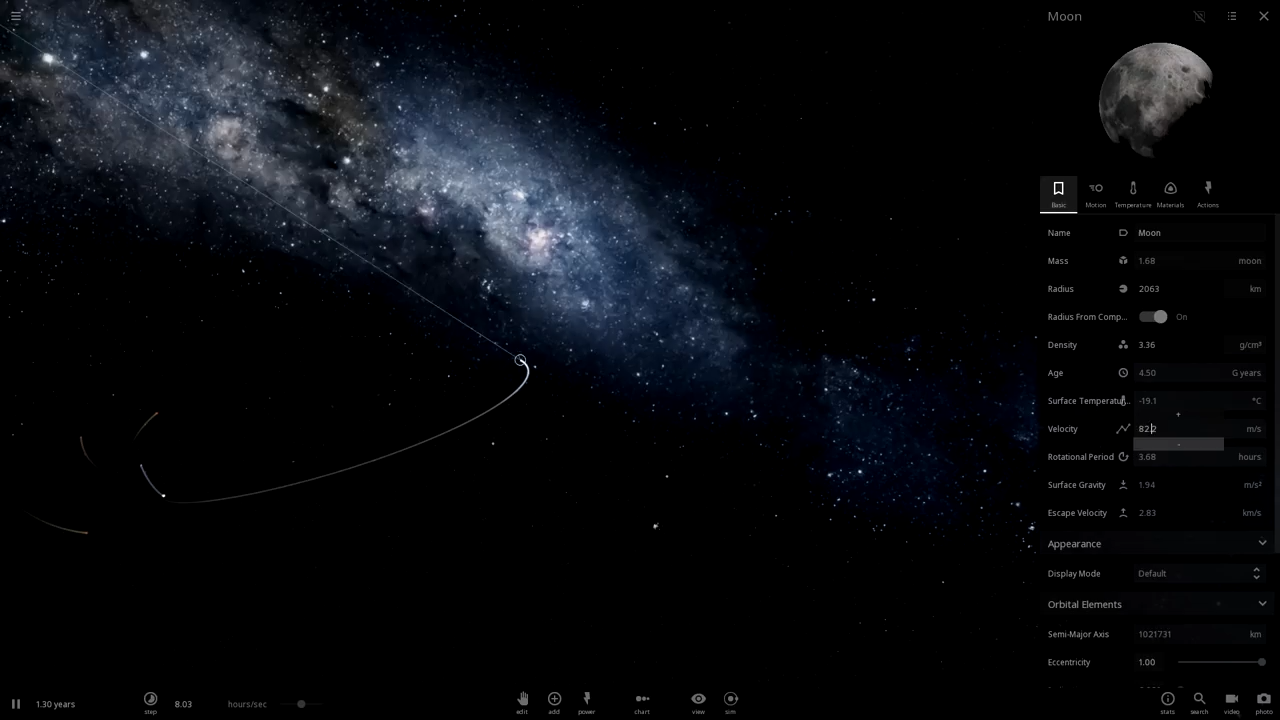 Moon
Basic
Motion
Temperature
Materials
Actions
Name Moon
Mass 1.68 moon
Radius 2063 km
Radius From Comp... On
Density 3.36 g/cm³
Age 4.50 G years
Surface Temperatu... -19.1 °C
+
Velocity 82.2 m/s
-
Rotational Period 3.68 hours
Surface Gravity 1.94 m/s²
Escape Velocity 2.83 km/s
Appearance
Display Mode Default
Orbital Elements
Semi-Major Axis 1021731 km
Eccentricity 1.00
1.30 years
step
8.03 hours/sec
edit
add
power
chart
view
sim
stats
search
video
photo